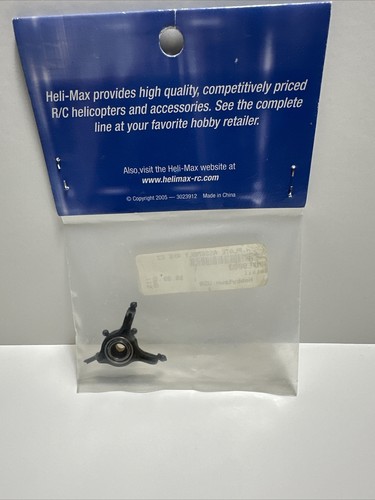 Heli-Max provides high quality, competitively priced
R/C helicopters and accessories. See the complete
line at your favorite hobby retailer.
Also,visit the Heli-Max website at
www.helimax-rc.com
© Copyright 2005 — 3023912 Made in China